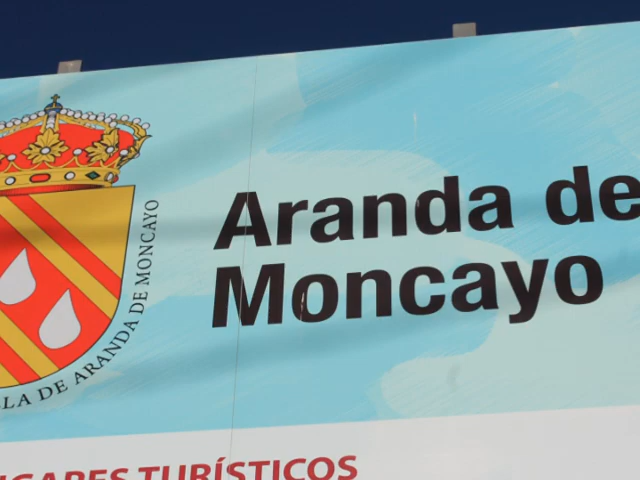 Aranda de
Moncayo
LA DE ARANDA DE MONCAYO
TURÍSTICOS